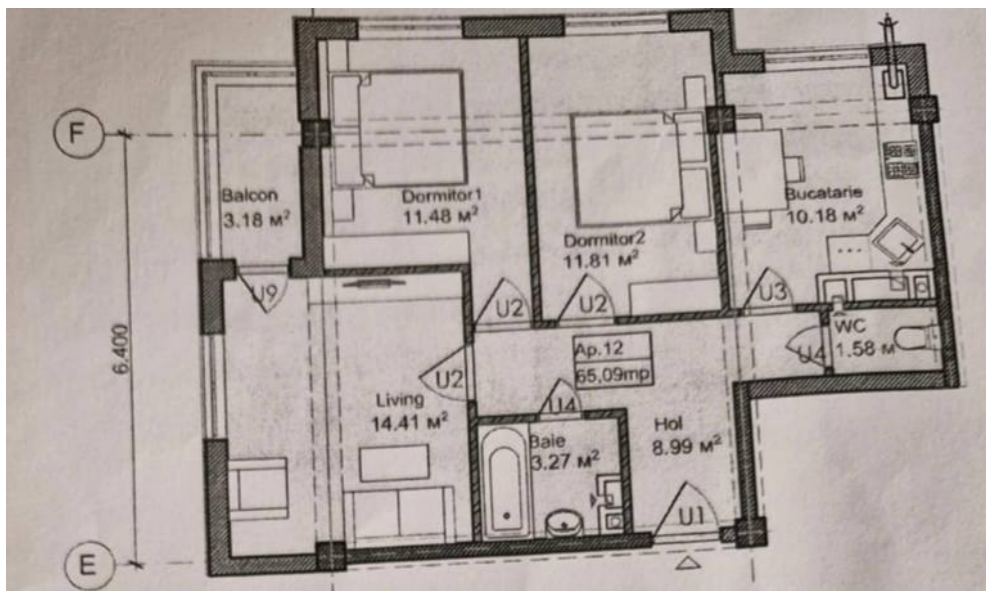 F
Balcon
3.18 м²
Dormitor1
11.48 м²
Dormitor2
11.81 м²
Bucatarie
10.18 м²
U9
U2
U2
U3
6.400
Ap.12
65,09mp
WC
1.58 м
U4
U2
Living
14.41 м²
U4
Baie
3.27 м²
Hol
8.99 м²
U1
E